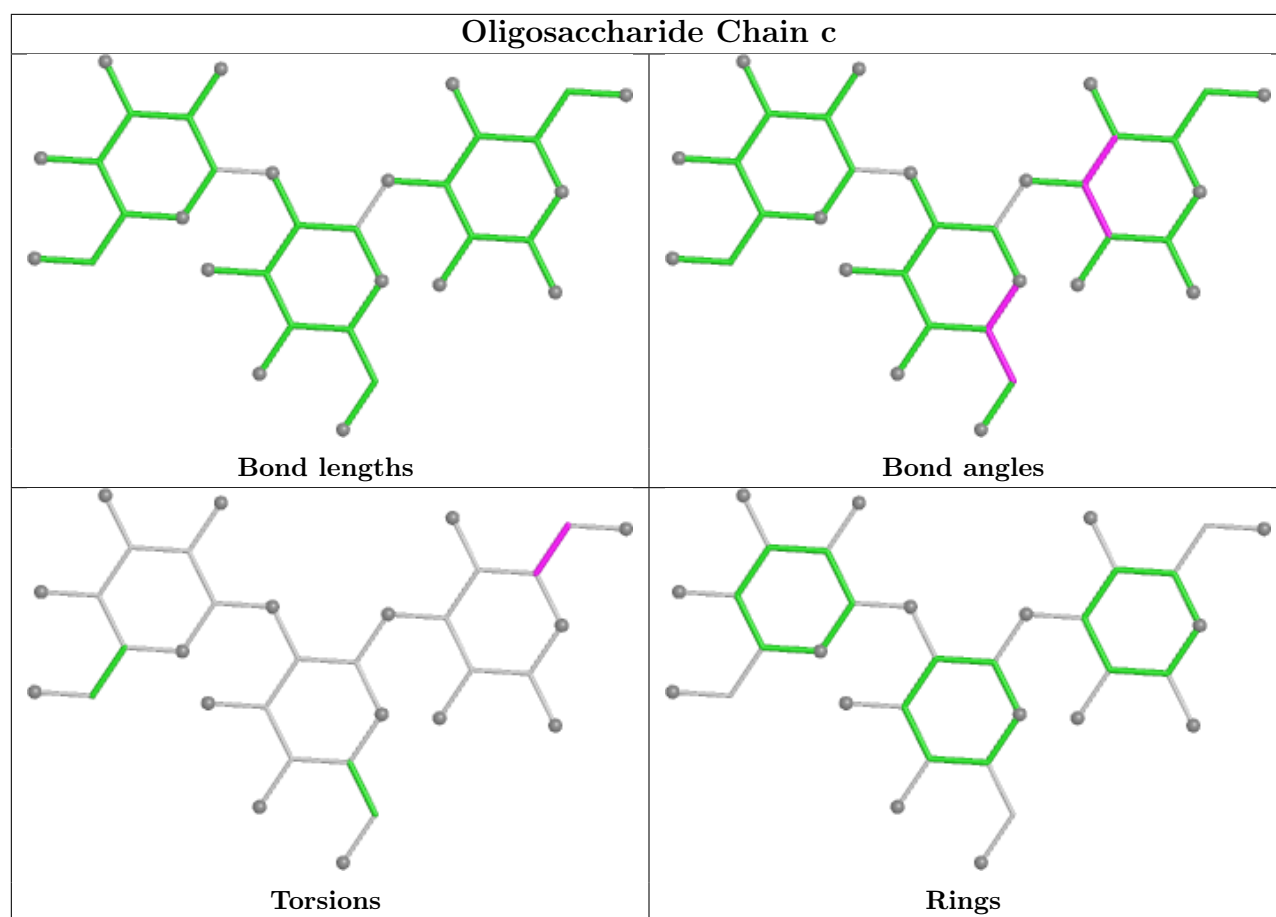 Oligosaccharide Chain c
Bond lengths
Bond angles
Torsions
Rings